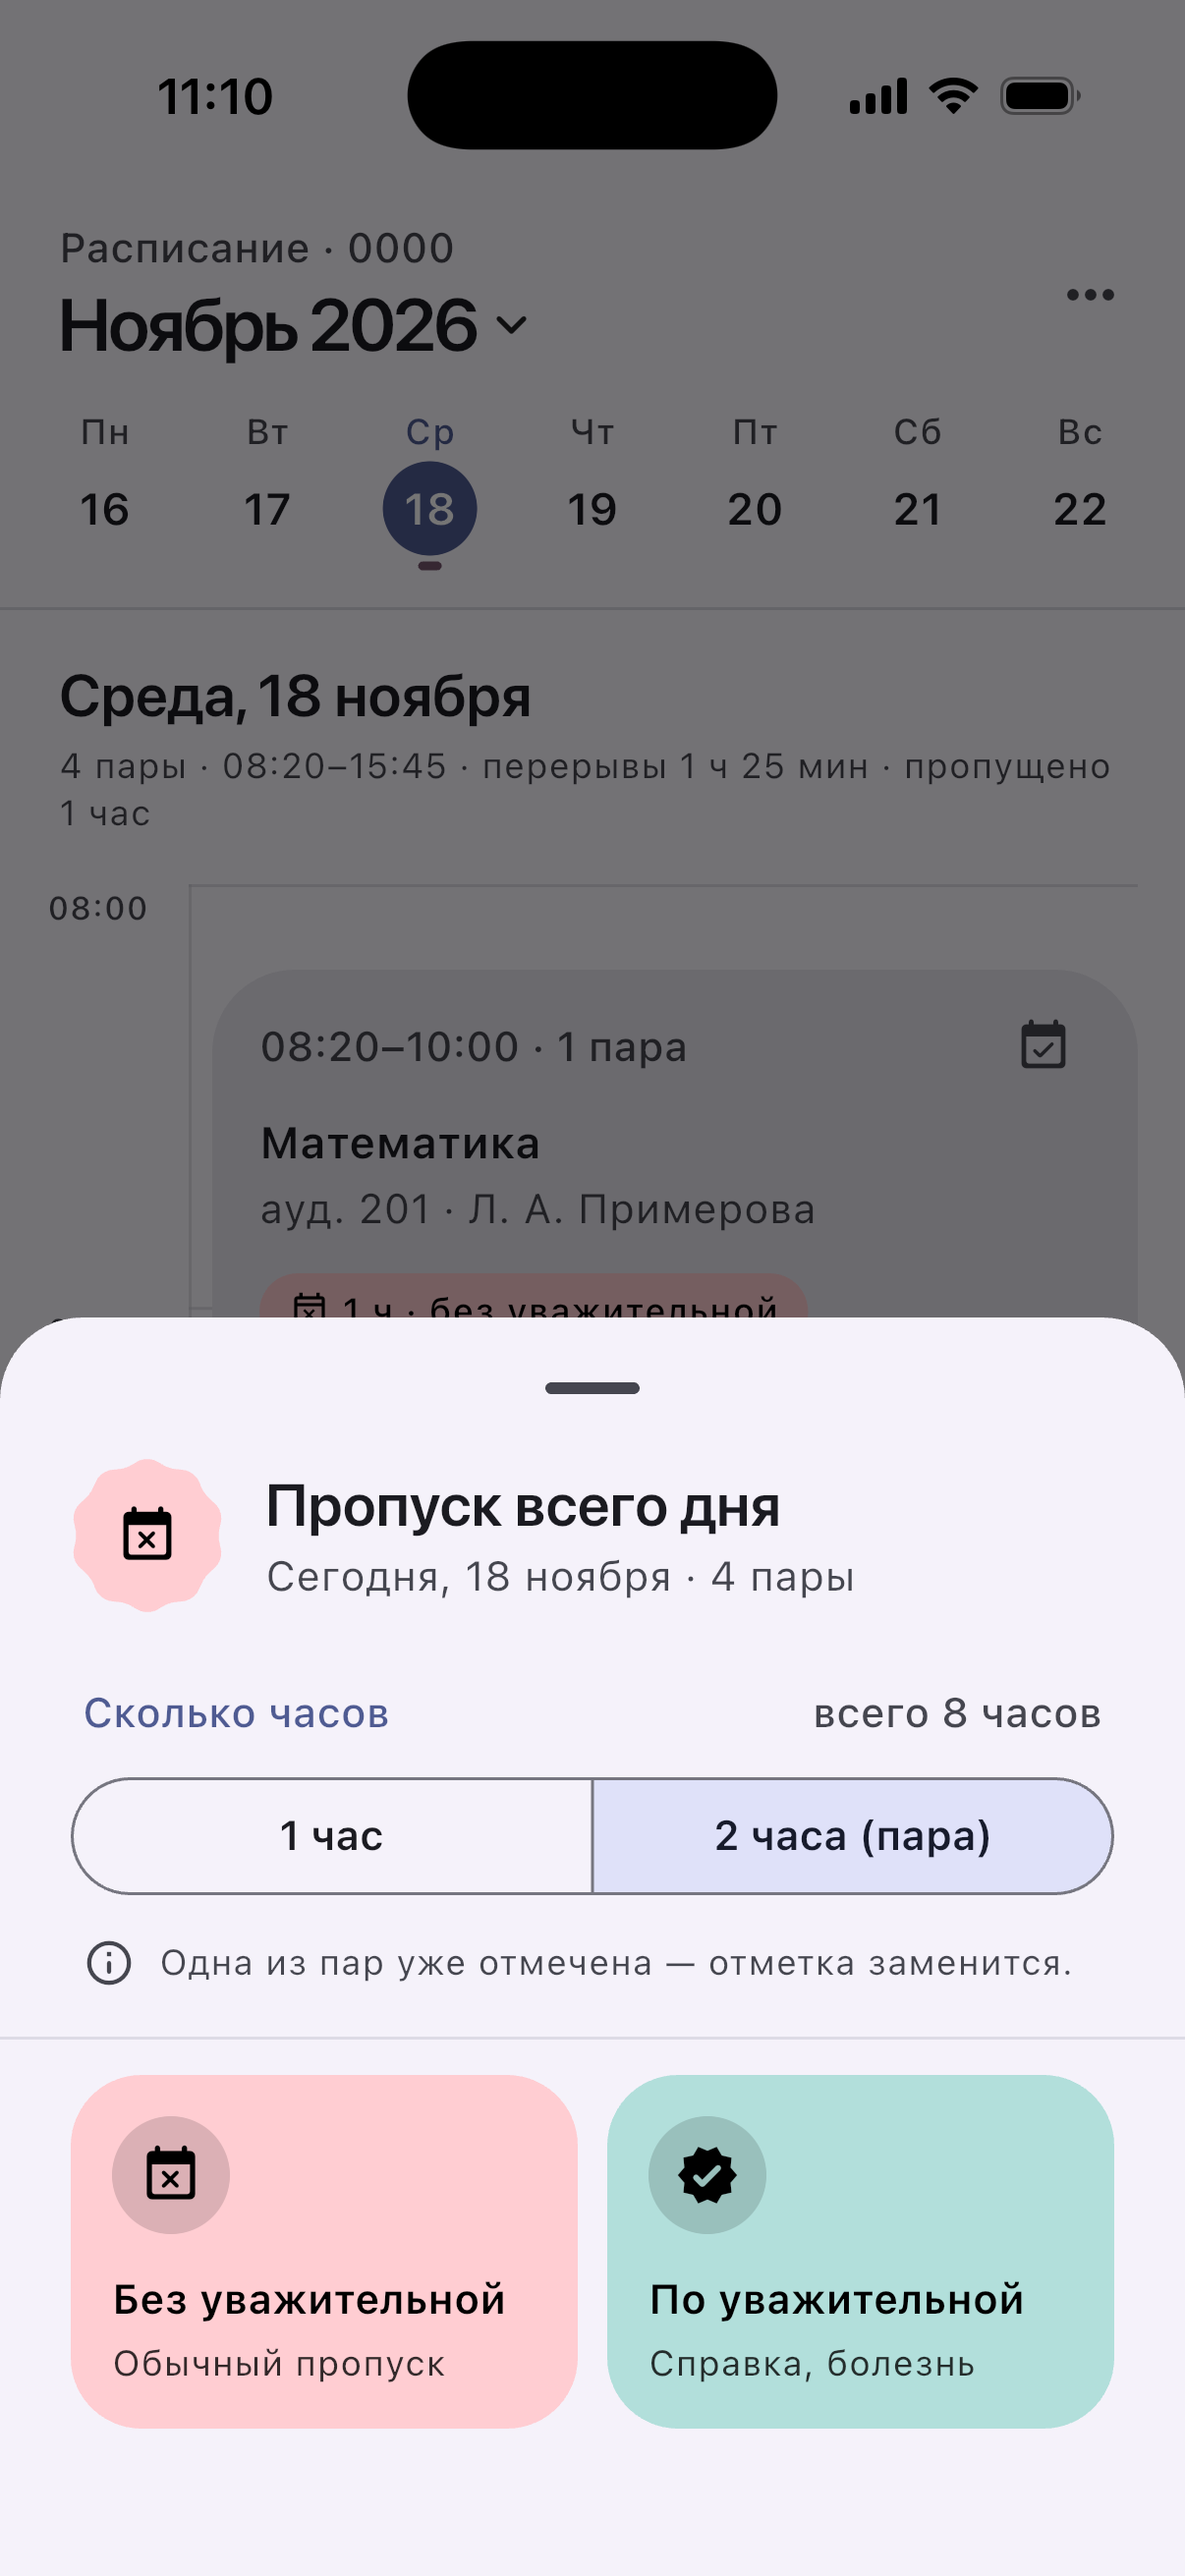 11:10
Расписание · 0000
Ноябрь 2026
Пн Вт Ср Чт Пт Сб Вс
16 17 18 19 20 21 22
Среда, 18 ноября
4 пары · 08:20–15:45 · перерывы 1 ч 25 мин · пропущено
1 час
08:00
08:20–10:00 · 1 пара
Математика
ауд. 201 · Л. А. Примерова
1 ч · без уважительной
Пропуск всего дня
Сегодня, 18 ноября · 4 пары
Сколько часов
всего 8 часов
1 час
2 часа (пара)
Одна из пар уже отмечена — отметка заменится.
Без уважительной
Обычный пропуск
По уважительной
Справка, болезнь